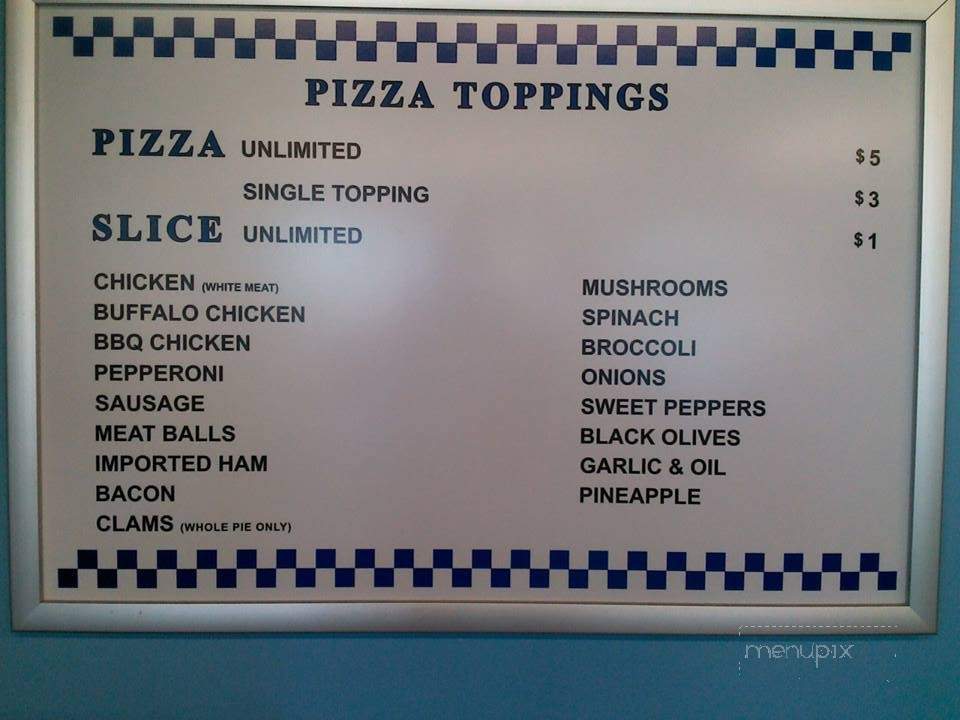 PIZZA TOPPINGS
PIZZA UNLIMITED $5
SINGLE TOPPING $3
SLICE UNLIMITED $1
CHICKEN (WHITE MEAT)
BUFFALO CHICKEN
BBQ CHICKEN
PEPPERONI
SAUSAGE
MEAT BALLS
IMPORTED HAM
BACON
CLAMS (WHOLE PIE ONLY)
MUSHROOMS
SPINACH
BROCCOLI
ONIONS
SWEET PEPPERS
BLACK OLIVES
GARLIC & OIL
PINEAPPLE
menupix